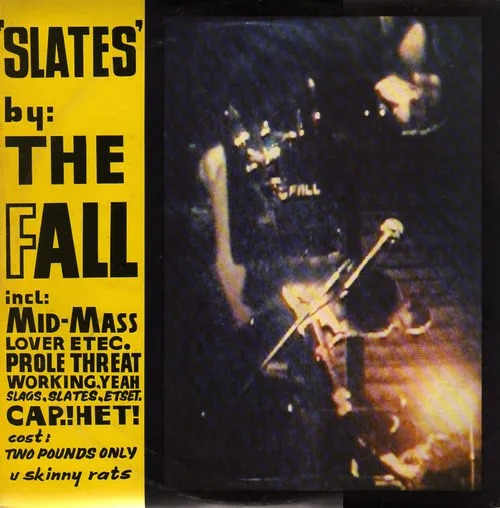 'SLATES'
by:
THE
FALL
incl:
MID-MASS
LOVER ETEC.
PROLE THREAT
WORKING.YEAH
SLAGS, SLATES, ETSET.
CAP.!HET!
cost:
TWO POUNDS ONLY
u skinny rats
FALL